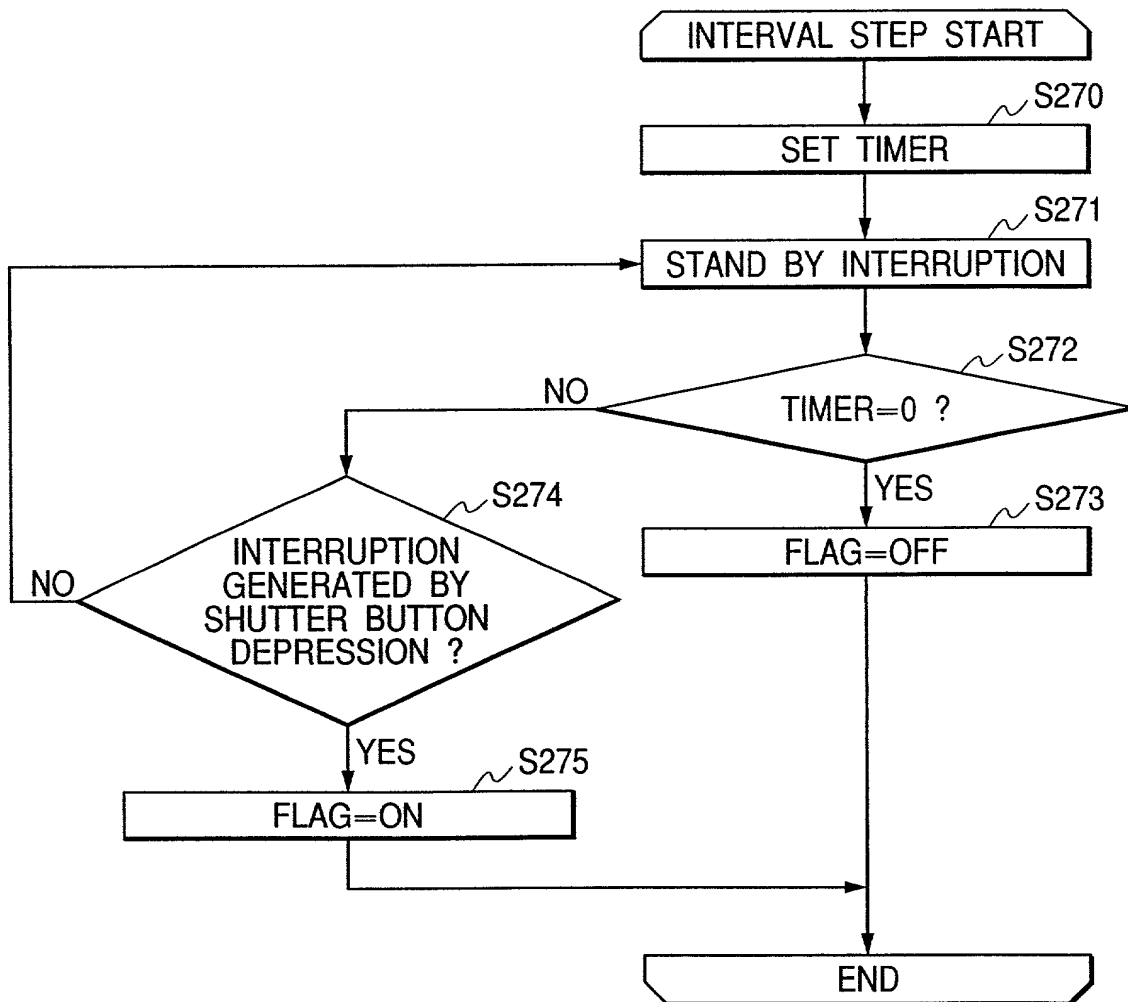 INTERVAL STEP START
S270
SET TIMER
S271
STAND BY INTERRUPTION
S272
TIMER=0 ?
NO
YES
S273
FLAG=OFF
S274
INTERRUPTION
GENERATED BY
SHUTTER BUTTON
DEPRESSION ?
NO
YES
S275
FLAG=ON
END